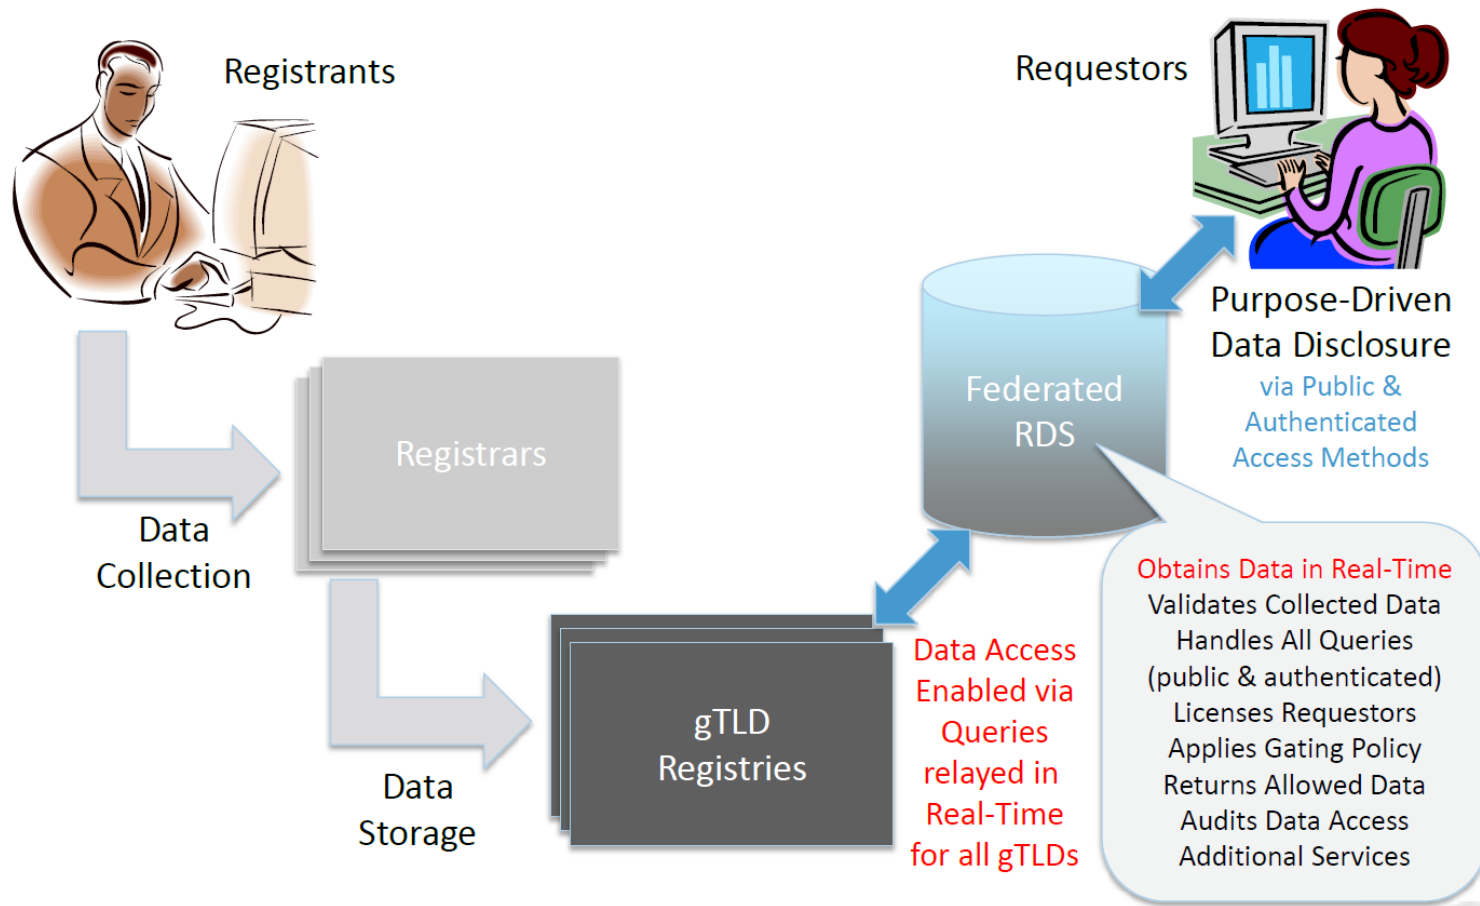 Registrants
Requestors
Purpose-Driven
Data Disclosure
via Public &
Authenticated
Access Methods
Federated
RDS
Registrars
Data
Collection
Obtains Data in Real-Time
Validates Collected Data
Handles All Queries
(public & authenticated)
Licenses Requestors
Applies Gating Policy
Returns Allowed Data
Audits Data Access
Additional Services
Data Access
Enabled via
Queries
relayed in
Real-Time
for all gTLDs
gTLD
Registries
Data
Storage